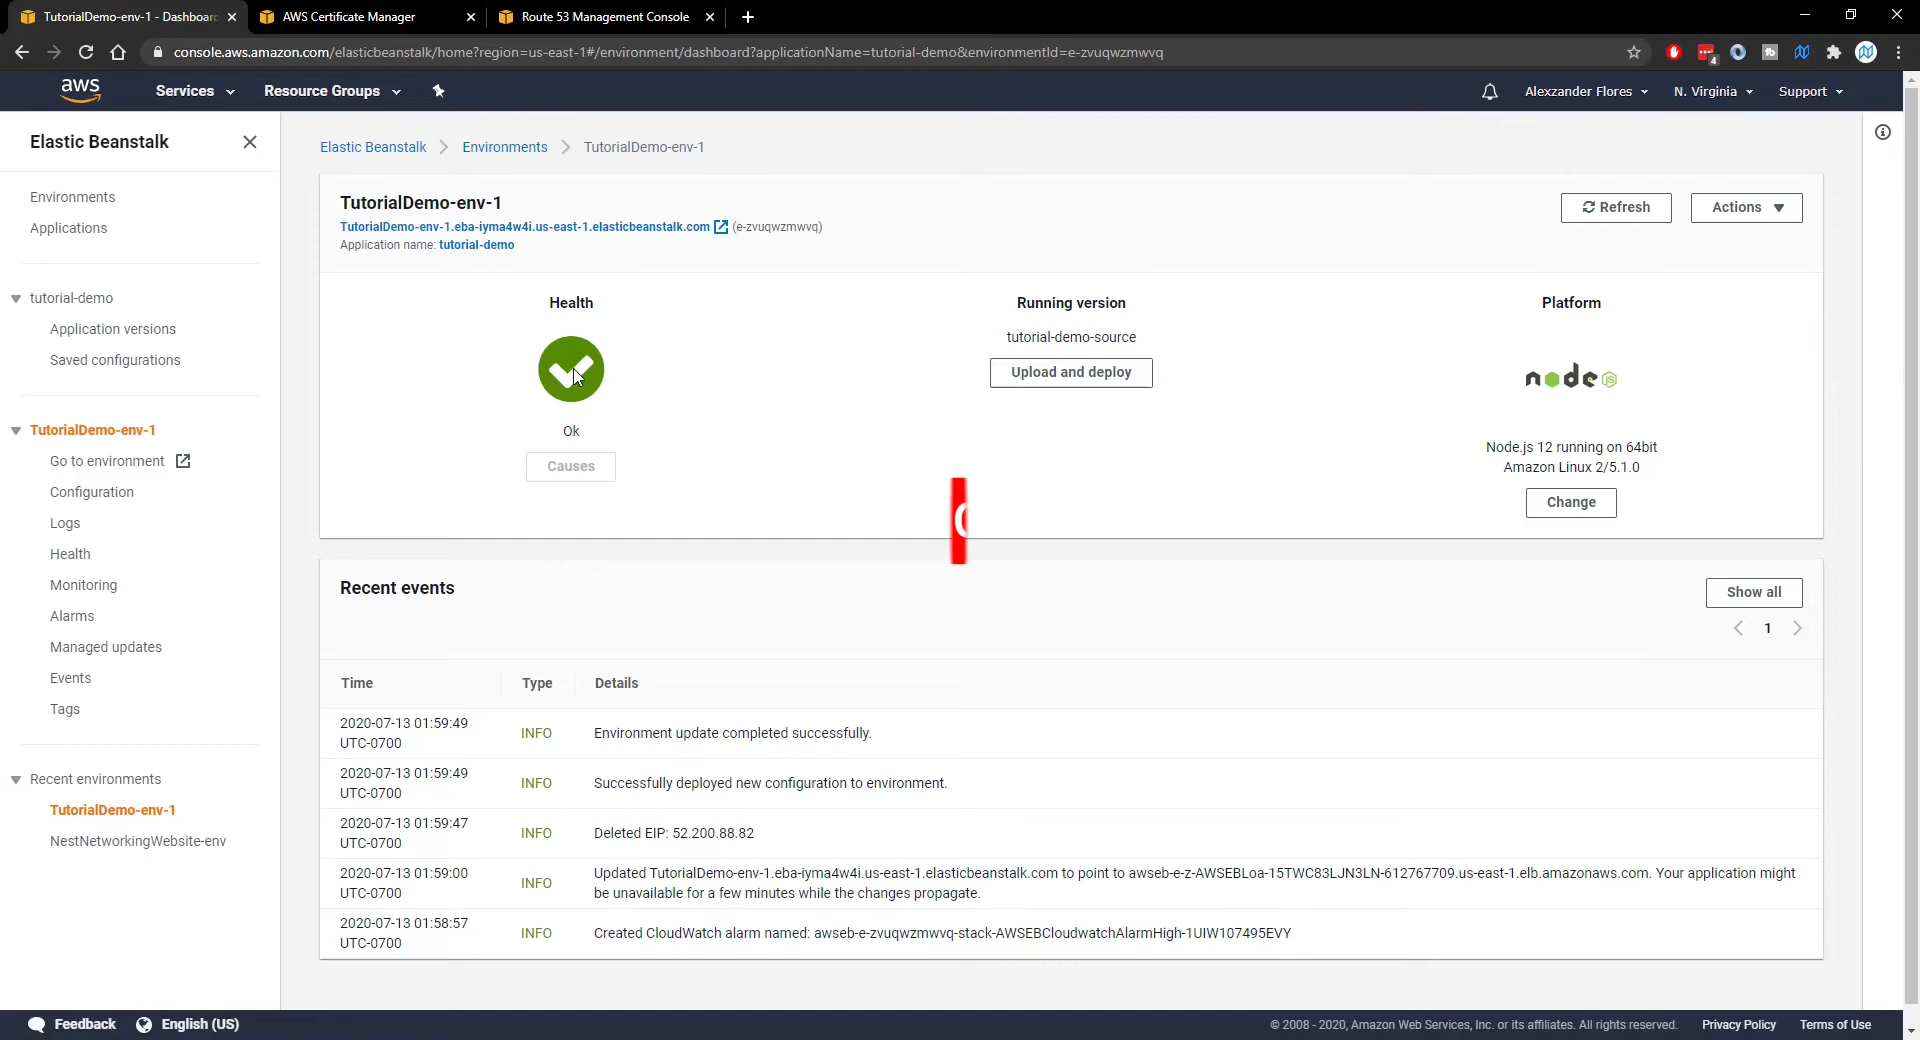 TutorialDemo-env-1 - Dashboard
AWS Certificate Manager
Route 53 Management Console
console.aws.amazon.com/elasticbeanstalk/home?region=us-east-1#/environment/dashboard?applicationName=tutorial-demo&environmentId=e-zvuqwzmwvq
4
aws
Services
Resource Groups
Alexzander Flores
N. Virginia
Support
Elastic Beanstalk
Environments
Applications
tutorial-demo
Application versions
Saved configurations
TutorialDemo-env-1
Go to environment
Configuration
Logs
Health
Monitoring
Alarms
Managed updates
Events
Tags
Recent environments
TutorialDemo-env-1
NestNetworkingWebsite-env
Elastic Beanstalk
Environments
TutorialDemo-env-1
TutorialDemo-env-1
TutorialDemo-env-1.eba-iyma4w4i.us-east-1.elasticbeanstalk.com (e-zvuqwzmwvq)
Application name: tutorial-demo
Refresh
Actions
Health
Ok
Causes
Running version
tutorial-demo-source
Upload and deploy
Platform
node JS
Node.js 12 running on 64bit
Amazon Linux 2/5.1.0
Change
Recent events
Show all
1
Time Type Details
2020-07-13 01:59:49
UTC-0700
INFO
Environment update completed successfully.
2020-07-13 01:59:49
UTC-0700
INFO
Successfully deployed new configuration to environment.
2020-07-13 01:59:47
UTC-0700
INFO
Deleted EIP: 52.200.88.82
2020-07-13 01:59:00
UTC-0700
INFO
Updated TutorialDemo-env-1.eba-iyma4w4i.us-east-1.elasticbeanstalk.com to point to awseb-e-z-AWSEBLoa-15TWC83LJN3LN-612767709.us-east-1.elb.amazonaws.com. Your application might
be unavailable for a few minutes while the changes propagate.
2020-07-13 01:58:57
UTC-0700
INFO
Created CloudWatch alarm named: awseb-e-zvuqwzmwvq-stack-AWSEBCloudwatchAlarmHigh-1UIW107495EVY
Feedback
English (US)
© 2008 - 2020, Amazon Web Services, Inc. or its affiliates. All rights reserved.
Privacy Policy
Terms of Use